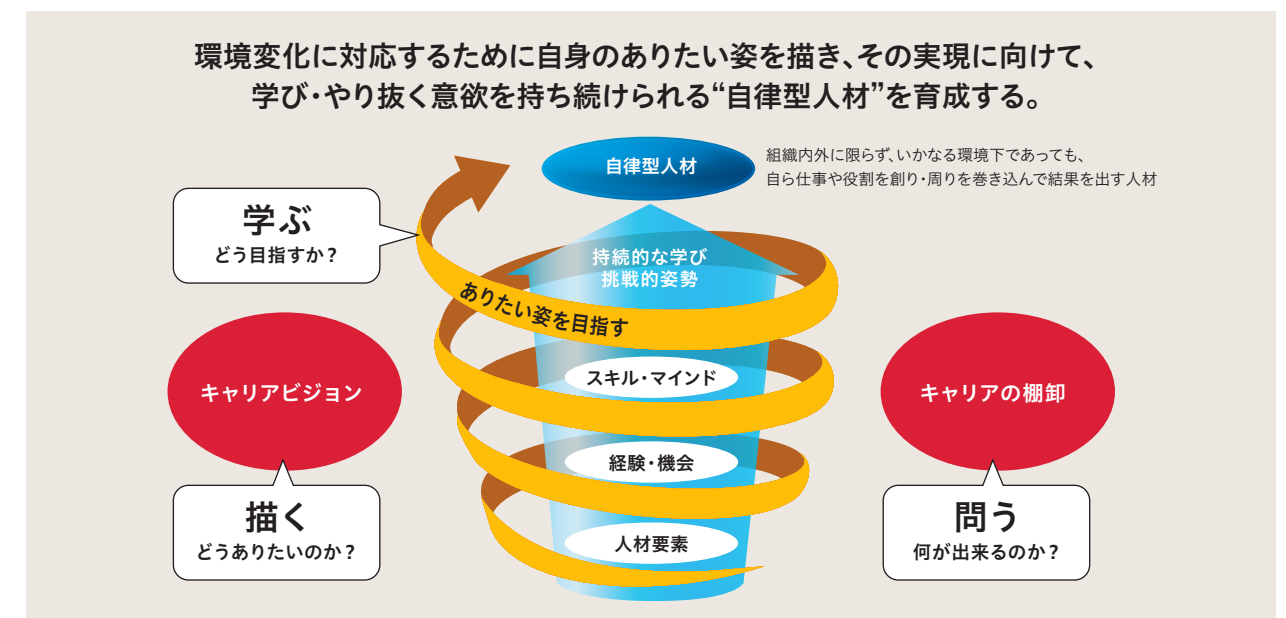 環境変化に対応するために自身のありたい姿を描き、その実現に向けて、
学び・やり抜く意欲を持ち続けられる“自律型人材”を育成する。
自律型人材
組織内外に限らず、いかなる環境下であっても、
自ら仕事や役割を創り・周りを巻き込んで結果を出す人材
学ぶ
どう目指すか？
持続的な学び
挑戦的姿勢
ありたい姿を目指す
スキル・マインド
キャリアビジョン
キャリアの棚卸
経験・機会
描く
どうありたいのか？
問う
何が出来るのか？
人材要素